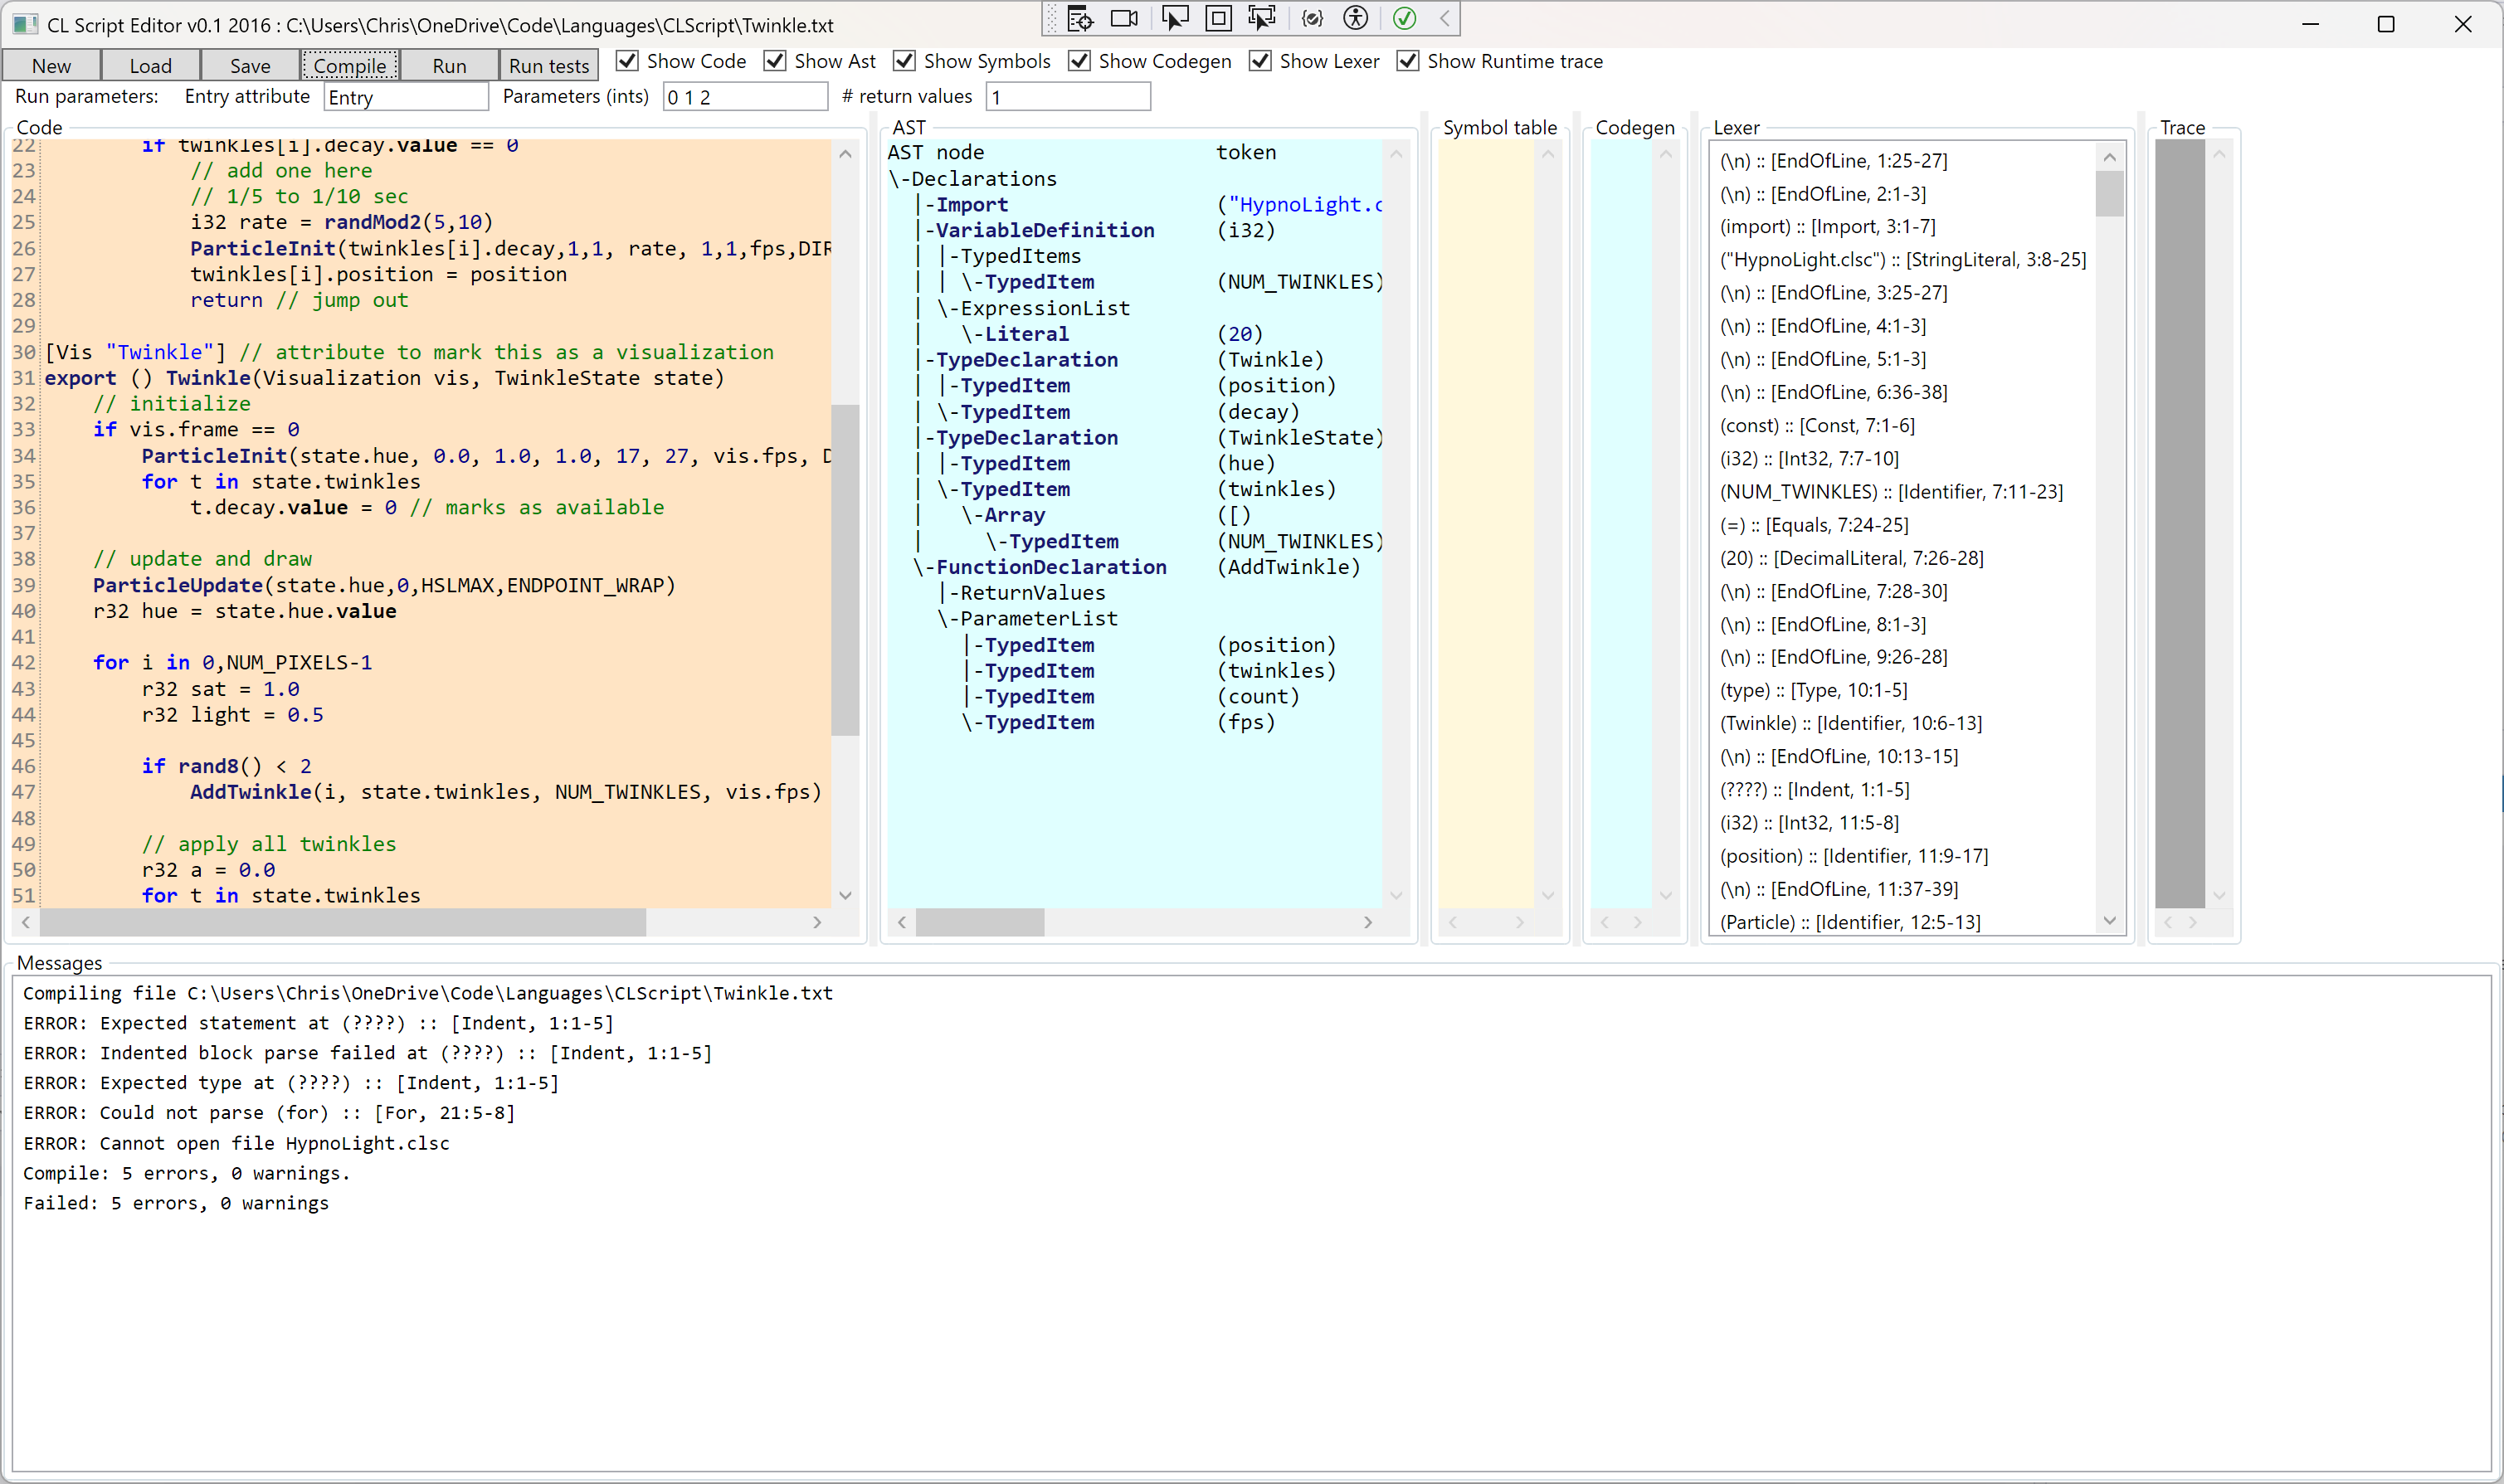 CL Script Editor v0.1 2016 : C:\Users\Chris\OneDrive\Code\Languages\CLScript\Twinkle.txt
New Load Save Compile Run Run tests Show Code Show Ast Show Symbols Show Codegen Show Lexer Show Runtime trace
Run parameters: Entry attribute Entry Parameters (ints) 0 1 2 # return values 1
Code
22         if twinkles[i].decay.value == 0
23             // add one here
24             // 1/5 to 1/10 sec
25             i32 rate = randMod2(5,10)
26             ParticleInit(twinkles[i].decay,1,1, rate, 1,1,fps,DIR
27             twinkles[i].position = position
28             return // jump out
29
30 [Vis "Twinkle"] // attribute to mark this as a visualization
31 export () Twinkle(Visualization vis, TwinkleState state)
32     // initialize
33     if vis.frame == 0
34         ParticleInit(state.hue, 0.0, 1.0, 1.0, 17, 27, vis.fps, D
35         for t in state.twinkles
36             t.decay.value = 0 // marks as available
37
38     // update and draw
39     ParticleUpdate(state.hue,0,HSLMAX,ENDPOINT_WRAP)
40     r32 hue = state.hue.value
41
42     for i in 0,NUM_PIXELS-1
43         r32 sat = 1.0
44         r32 light = 0.5
45
46         if rand8() < 2
47             AddTwinkle(i, state.twinkles, NUM_TWINKLES, vis.fps)
48
49         // apply all twinkles
50         r32 a = 0.0
51         for t in state.twinkles
AST
AST node                   token
\-Declarations
  |-Import                 ("HypnoLight.c
  |-VariableDefinition     (i32)
  | |-TypedItems
  | | \-TypedItem          (NUM_TWINKLES)
  | \-ExpressionList
  |   \-Literal            (20)
  |-TypeDeclaration        (Twinkle)
  | |-TypedItem            (position)
  | \-TypedItem            (decay)
  |-TypeDeclaration        (TwinkleState)
  | |-TypedItem            (hue)
  | \-TypedItem            (twinkles)
  |   \-Array              ([)
  |     \-TypedItem        (NUM_TWINKLES)
  \-FunctionDeclaration    (AddTwinkle)
    |-ReturnValues
    \-ParameterList
      |-TypedItem          (position)
      |-TypedItem          (twinkles)
      |-TypedItem          (count)
      \-TypedItem          (fps)
Symbol table
Codegen
Lexer
(\n) :: [EndOfLine, 1:25-27]
(\n) :: [EndOfLine, 2:1-3]
(import) :: [Import, 3:1-7]
("HypnoLight.clsc") :: [StringLiteral, 3:8-25]
(\n) :: [EndOfLine, 3:25-27]
(\n) :: [EndOfLine, 4:1-3]
(\n) :: [EndOfLine, 5:1-3]
(\n) :: [EndOfLine, 6:36-38]
(const) :: [Const, 7:1-6]
(i32) :: [Int32, 7:7-10]
(NUM_TWINKLES) :: [Identifier, 7:11-23]
(=) :: [Equals, 7:24-25]
(20) :: [DecimalLiteral, 7:26-28]
(\n) :: [EndOfLine, 7:28-30]
(\n) :: [EndOfLine, 8:1-3]
(\n) :: [EndOfLine, 9:26-28]
(type) :: [Type, 10:1-5]
(Twinkle) :: [Identifier, 10:6-13]
(\n) :: [EndOfLine, 10:13-15]
(????) :: [Indent, 1:1-5]
(i32) :: [Int32, 11:5-8]
(position) :: [Identifier, 11:9-17]
(\n) :: [EndOfLine, 11:37-39]
(Particle) :: [Identifier, 12:5-13]
Trace
Messages
Compiling file C:\Users\Chris\OneDrive\Code\Languages\CLScript\Twinkle.txt
ERROR: Expected statement at (????) :: [Indent, 1:1-5]
ERROR: Indented block parse failed at (????) :: [Indent, 1:1-5]
ERROR: Expected type at (????) :: [Indent, 1:1-5]
ERROR: Could not parse (for) :: [For, 21:5-8]
ERROR: Cannot open file HypnoLight.clsc
Compile: 5 errors, 0 warnings.
Failed: 5 errors, 0 warnings